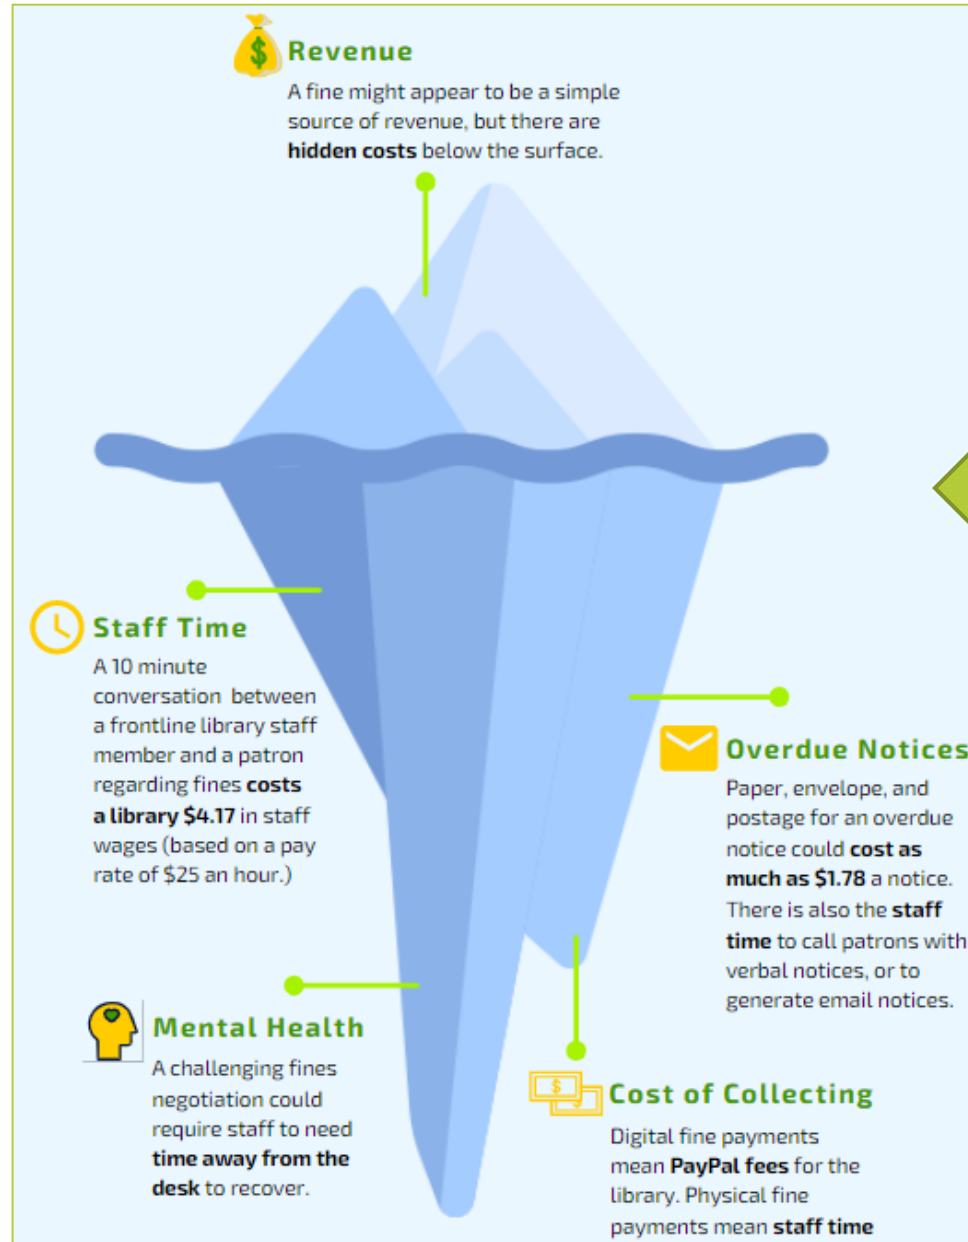 Revenue
A fine might appear to be a simple
source of revenue, but there are
hidden costs below the surface.
Staff Time
A 10 minute
conversation between
a frontline library staff
member and a patron
regarding fines costs
a library $4.17 in staff
wages (based on a pay
rate of $25 an hour.)
Overdue Notices
Paper, envelope, and
postage for an overdue
notice could cost as
much as $1.78 a notice.
There is also the staff
time to call patrons with
verbal notices, or to
generate email notices.
Mental Health
A challenging fines
negotiation could
require staff to need
time away from the
desk to recover.
Cost of Collecting
Digital fine payments
mean PayPal fees for the
library. Physical fine
payments mean staff time